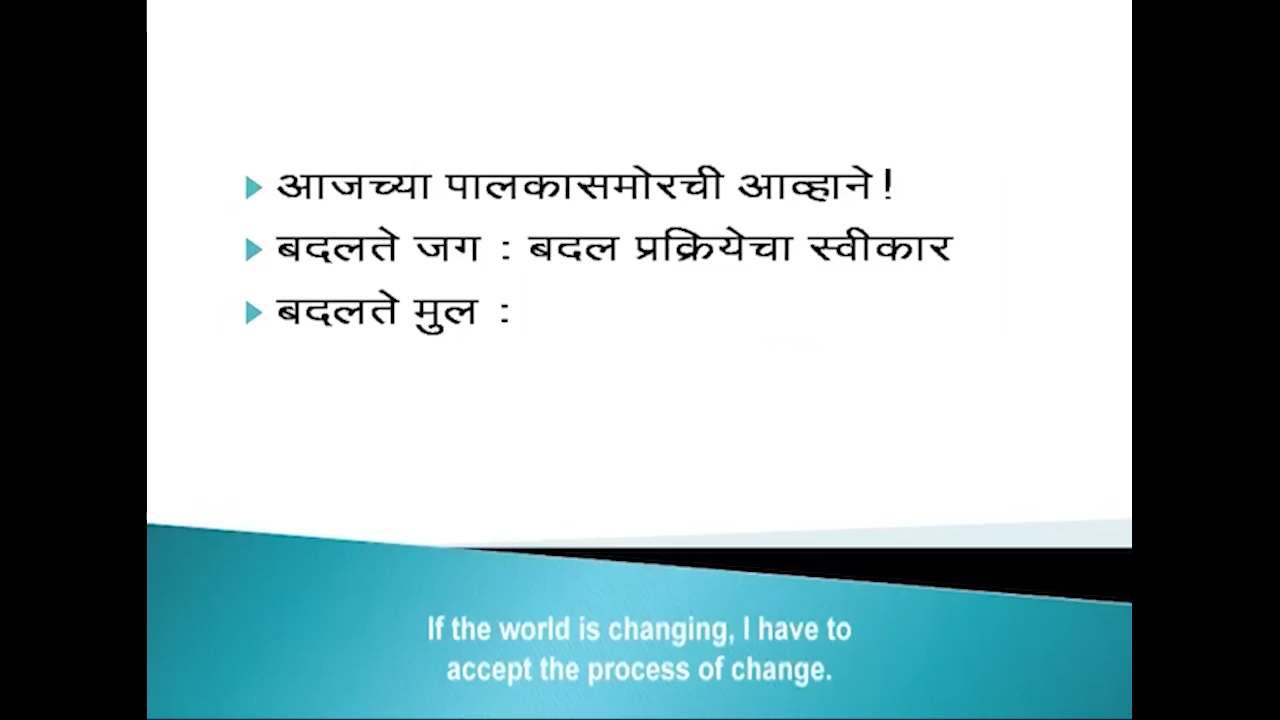 आजच्या पालकासमोरची आव्हाने!
बदलते जग : बदल प्रक्रियेचा स्वीकार
बदलते मुल :
If the world is changing, I have to
accept the process of change.